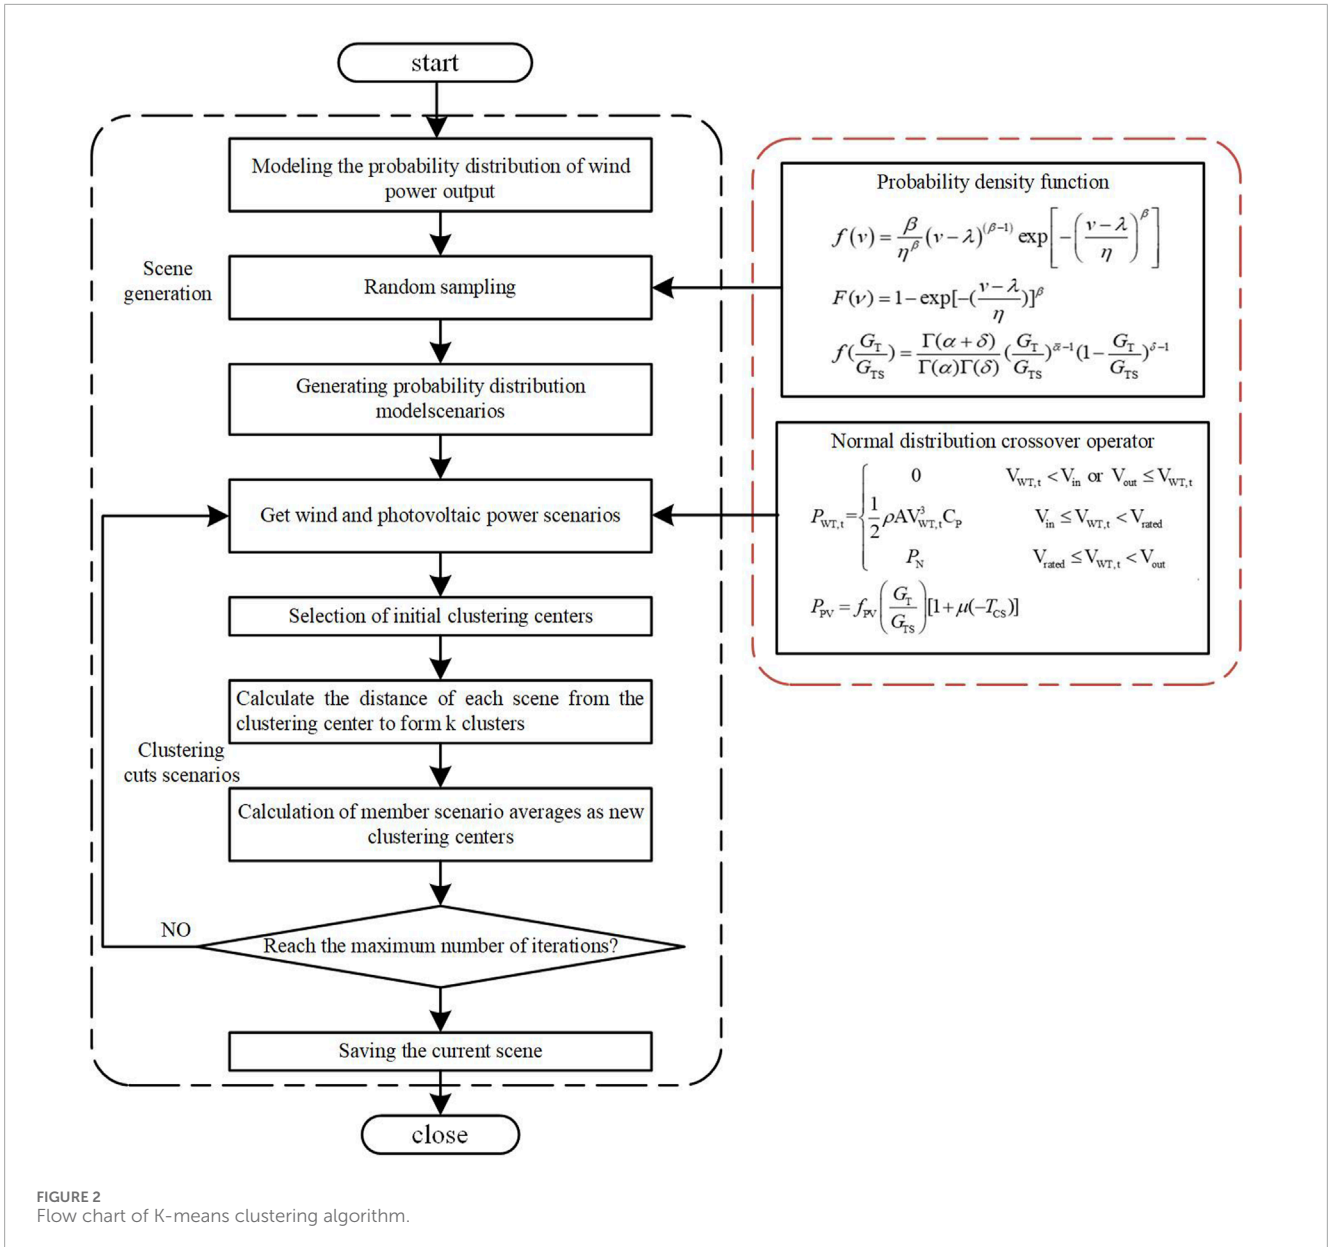 start
Modeling the probability distribution of wind
power output
Scene
generation
Random sampling
Generating probability distribution
modelscenarios
Get wind and photovoltaic power scenarios
Selection of initial clustering centers
Calculate the distance of each scene from the
clustering center to form k clusters
Clustering
cuts scenarios
Calculation of member scenario averages as new
clustering centers
NO
Reach the maximum number of iterations?
Saving the current scene
close
Probability density function
f(v) = β/η^β (v−λ)^(β−1) exp[−((v−λ)/η)^β]
F(v) = 1−exp[−((v−λ)/η)]^β
f(G_T/G_TS) = Γ(α+δ)/Γ(α)Γ(δ) (G_T/G_TS)^α̃−1 (1−G_T/G_TS)^δ−1
Normal distribution crossover operator
0 V_WT,t < V_in or V_out ≤ V_WT,t
P_WT,t = { 1/2 ρAV³_WT,t C_P V_in ≤ V_WT,t < V_rated
P_N V_rated ≤ V_WT,t < V_out
P_PV = f_PV (G_T/G_TS) [1+μ(−T_CS)]
FIGURE 2
Flow chart of K-means clustering algorithm.